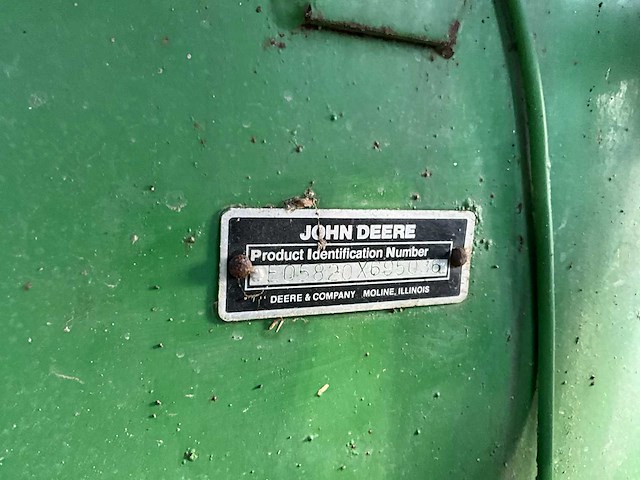 JOHN DEERE
Product Identification Number
DEERE & COMPANY MOLINE, ILLINOIS